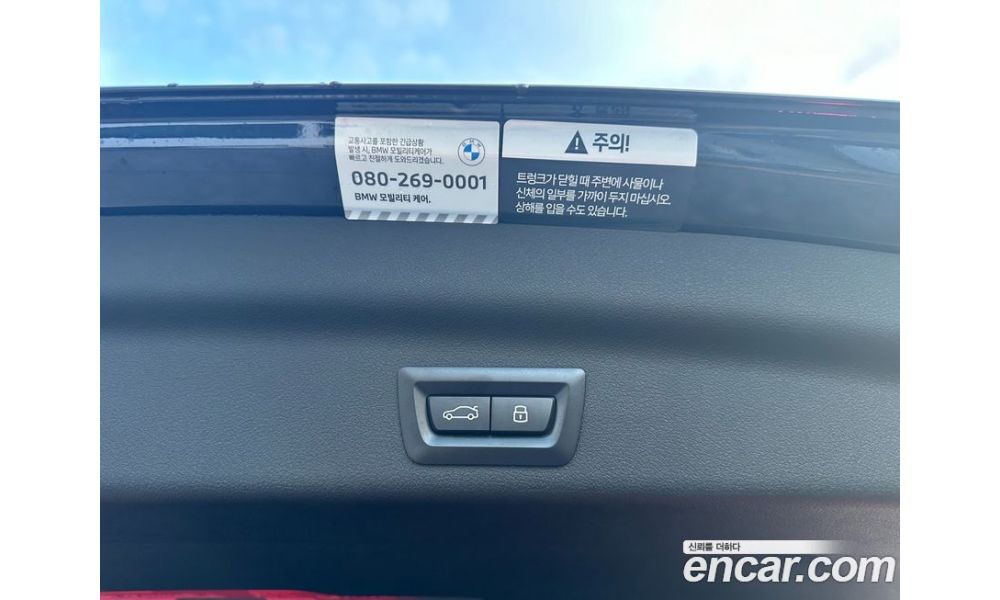 교통사고를 포함한 긴급상황
발생 시, BMW 모빌리티케어가
빠르고 친절하게 도와드리겠습니다.
080-269-0001
BMW 모빌리티 케어.
주의!
트렁크가 닫힐 때 주변에 사물이나
신체의 일부를 가까이 두지 마십시오.
상해를 입을 수도 있습니다.
신뢰를 더하다
encar.com